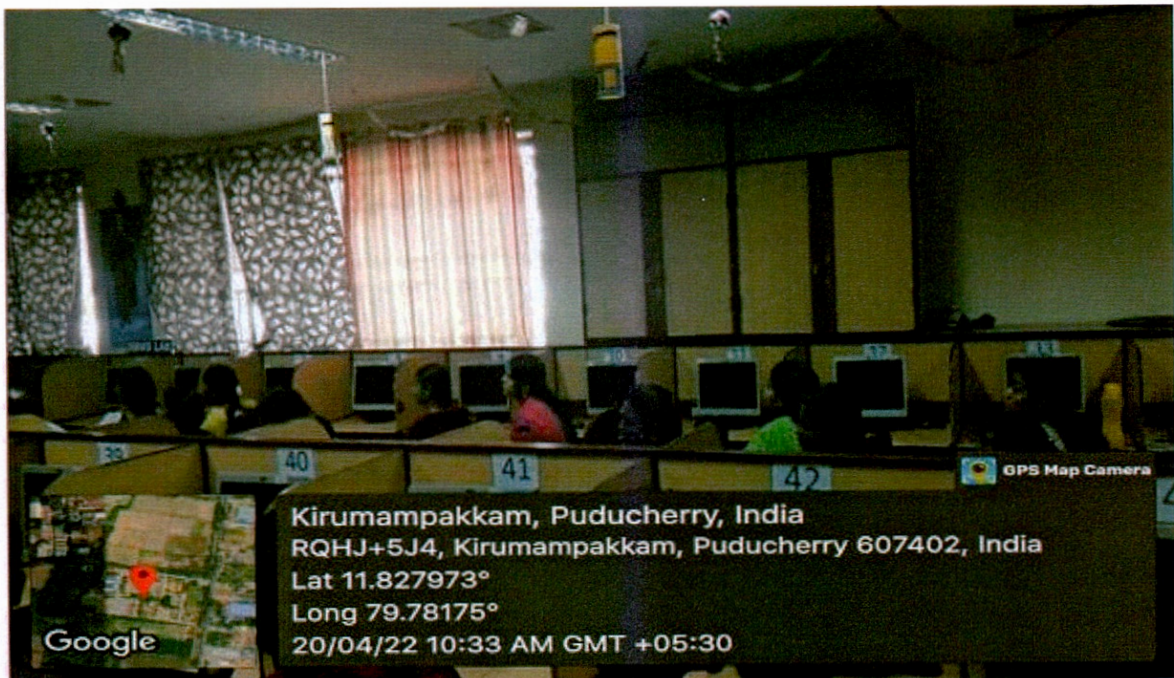 39
40
41
42
GPS Map Camera
Kirumampakkam, Puducherry, India
RQHJ+5J4, Kirumampakkam, Puducherry 607402, India
Lat 11.827973°
Long 79.78175°
20/04/22 10:33 AM GMT +05:30
Google